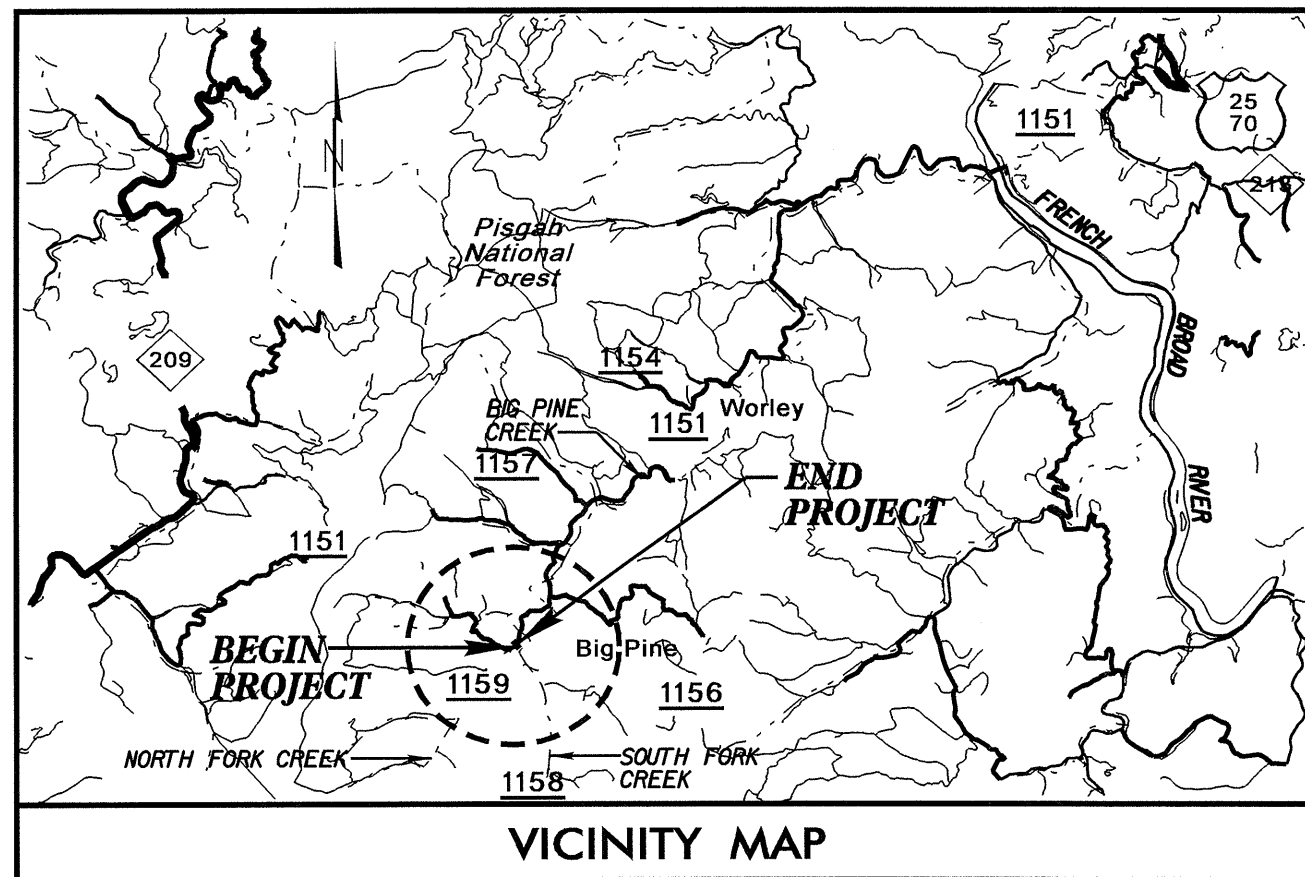 25
70
1151
N
213
FRENCH
Pisgah
National
Forest
BROAD
209
1154
BIG PINE
CREEK
1151
Worley
1157
END
PROJECT
RIVER
1151
BEGIN
PROJECT
Big Pine
1159
1156
NORTH FORK CREEK
SOUTH FORK
CREEK
1158
VICINITY MAP